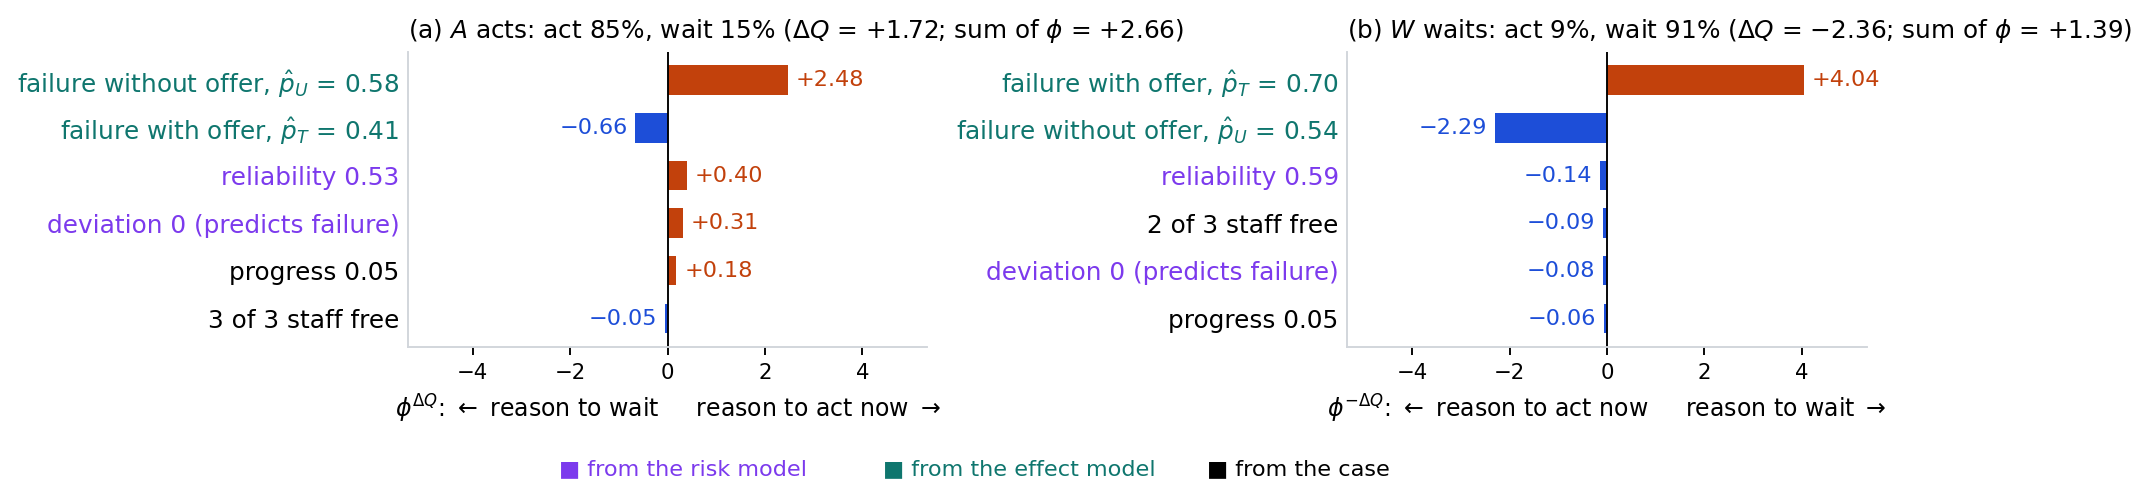 (a) A acts: act 85%, wait 15% (ΔQ = +1.72; sum of ϕ = +2.66)
failure without offer, p̂_U = 0.58
+2.48
failure with offer, p̂_T = 0.41
−0.66
reliability 0.53
+0.40
deviation 0 (predicts failure)
+0.31
progress 0.05
+0.18
3 of 3 staff free
−0.05
−4 −2 0 2 4
ϕ^ΔQ: ← reason to wait reason to act now →
(b) W waits: act 9%, wait 91% (ΔQ = −2.36; sum of ϕ = +1.39)
failure with offer, p̂_T = 0.70
+4.04
failure without offer, p̂_U = 0.54
−2.29
reliability 0.59
−0.14
2 of 3 staff free
−0.09
deviation 0 (predicts failure)
−0.08
progress 0.05
−0.06
−4 −2 0 2 4
ϕ^−ΔQ: ← reason to act now reason to wait →
■ from the risk model ■ from the effect model ■ from the case